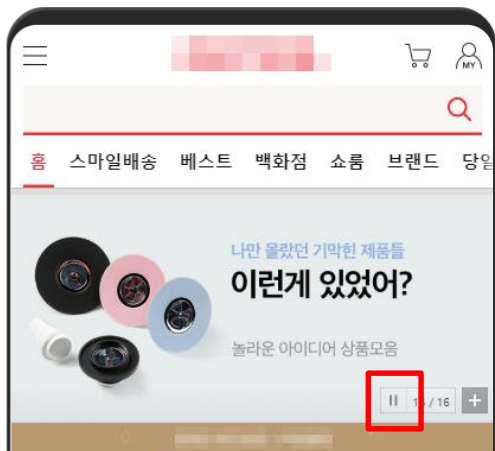 MY
홈 스마일배송 베스트 백화점 쇼룸 브랜드 당일
나만 몰랐던 기막힌 제품들
이런게 있었어?
놀라운 아이디어 상품모음
/ 16 +